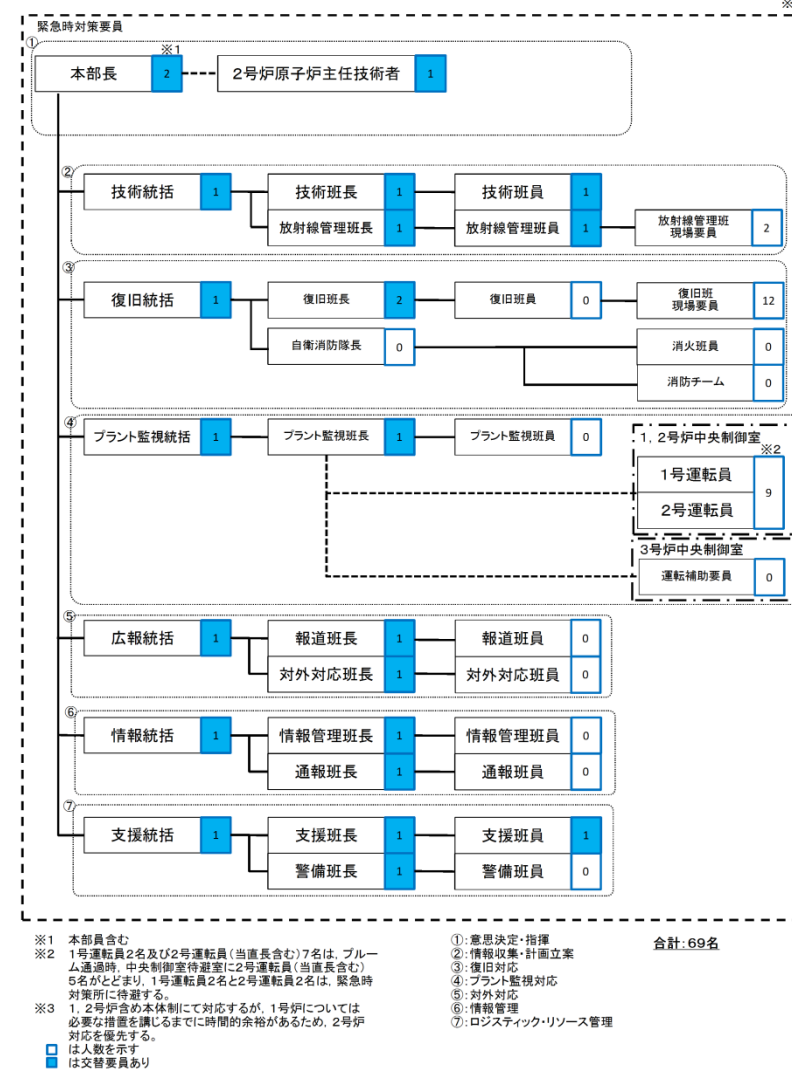 ※
緊急時対策要員
①
※1
本部長 2 2号炉原子炉主任技術者 1
②
技術統括 1 技術班長 1 技術班員 1
放射線管理班長 1 放射線管理班員 1 放射線管理班
現場要員 2
③
復旧統括 1 復旧班長 2 復旧班員 0 復旧班
現場要員 12
自衛消防隊長 0 消火班員 0
消防チーム 0
④
プラント監視統括 1 プラント監視班長 1 プラント監視班員 0
1,2号炉中央制御室
※2
1号運転員
9
2号運転員
3号炉中央制御室
運転補助要員 0
⑤
広報統括 1 報道班長 1 報道班員 0
対外対応班長 1 対外対応班員 0
⑥
情報統括 1 情報管理班長 1 情報管理班員 0
通報班長 1 通報班員 0
⑦
支援統括 1 支援班長 1 支援班員 1
警備班長 1 警備班員 0
※1 本部員含む
※2 1号運転員2名及び2号運転員(当直長含む)7名は,プルー
ム通過時,中央制御室待避室に2号運転員(当直長含む)
5名がとどまり,1号運転員2名と2号運転員2名は,緊急時
対策所に待避する。
※3 1,2号炉含め本体制にて対応するが,1号炉については
必要な措置を講じるまでに時間的余裕があるため,2号炉
対応を優先する。
は人数を示す
は交替要員あり
①:意思決定・指揮
②:情報収集・計画立案
③:復旧対応
④:プラント監視対応
⑤:対外対応
⑥:情報管理
⑦:ロジスティック・リソース管理
合計:69名